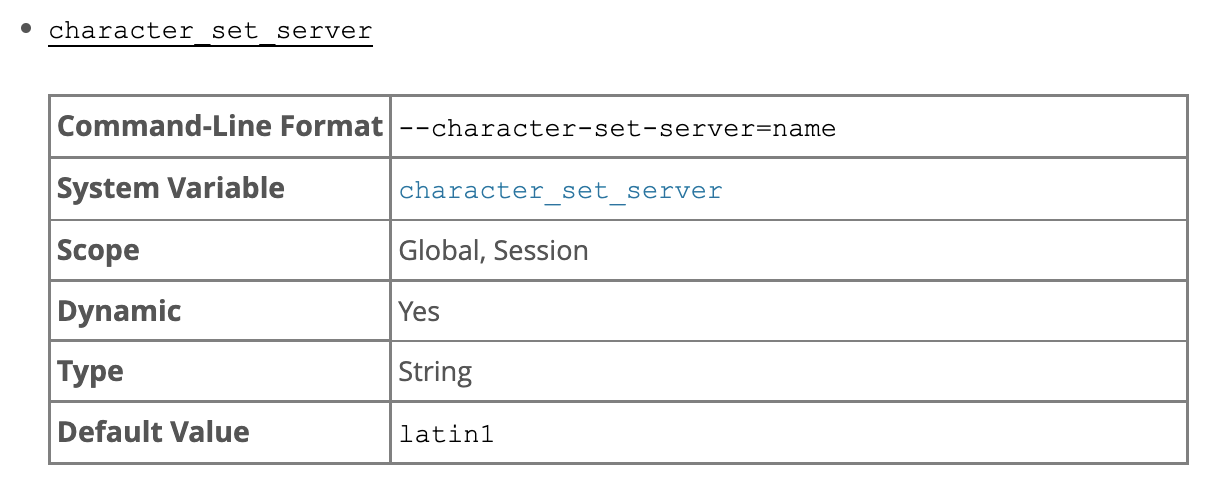 character_set_server
Command-Line Format --character-set-server=name
System Variable character_set_server
Scope Global, Session
Dynamic Yes
Type String
Default Value latin1